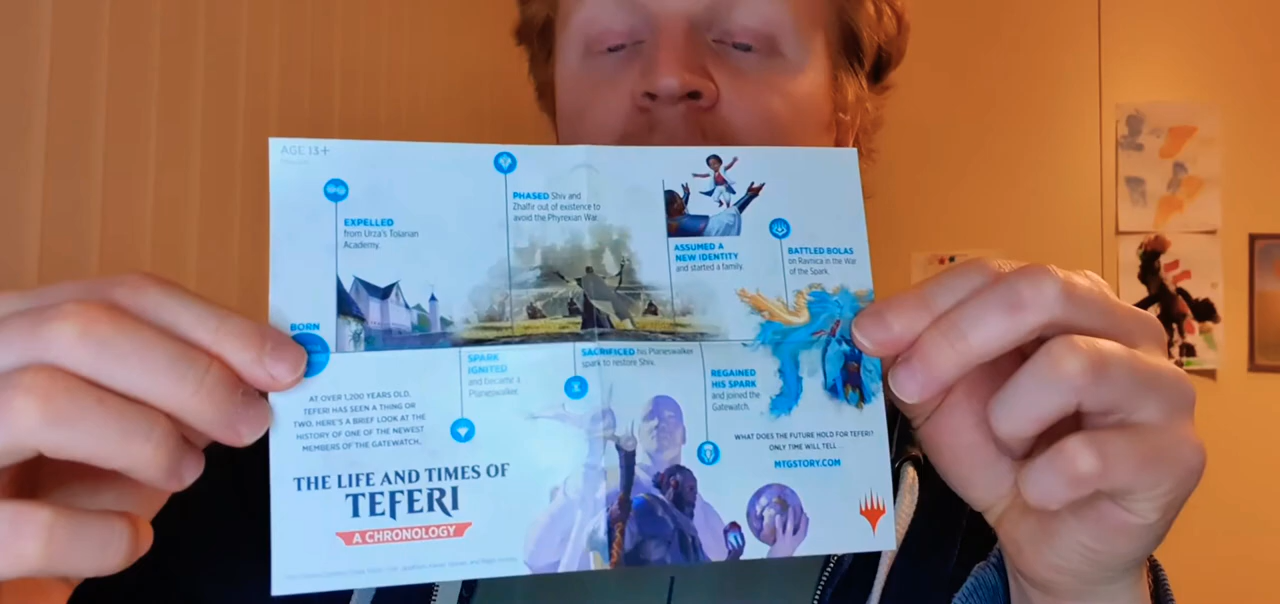 AGE 13+
EXPELLED
from Urza's Tolarian
Academy.
PHASED Shiv and
Zhalfir out of existence to
avoid the Phyrexian War.
ASSUMED A
NEW IDENTITY
and started a family.
BATTLED BOLAS
on Ravnica in the War
of the Spark.
BORN
SPARK
IGNITED
and became a
Planeswalker.
SACRIFICED his Planeswalker
spark to restore Shiv.
REGAINED
HIS SPARK
and joined the
Gatewatch.
AT OVER 1,200 YEARS OLD,
TEFERI HAS SEEN A THING OR
TWO. HERE'S A BRIEF LOOK AT THE
HISTORY OF ONE OF THE NEWEST
MEMBERS OF THE GATEWATCH.
THE LIFE AND TIMES OF
TEFERI
A CHRONOLOGY
WHAT DOES THE FUTURE HOLD FOR TEFERI?
ONLY TIME WILL TELL...
MTGSTORY.COM